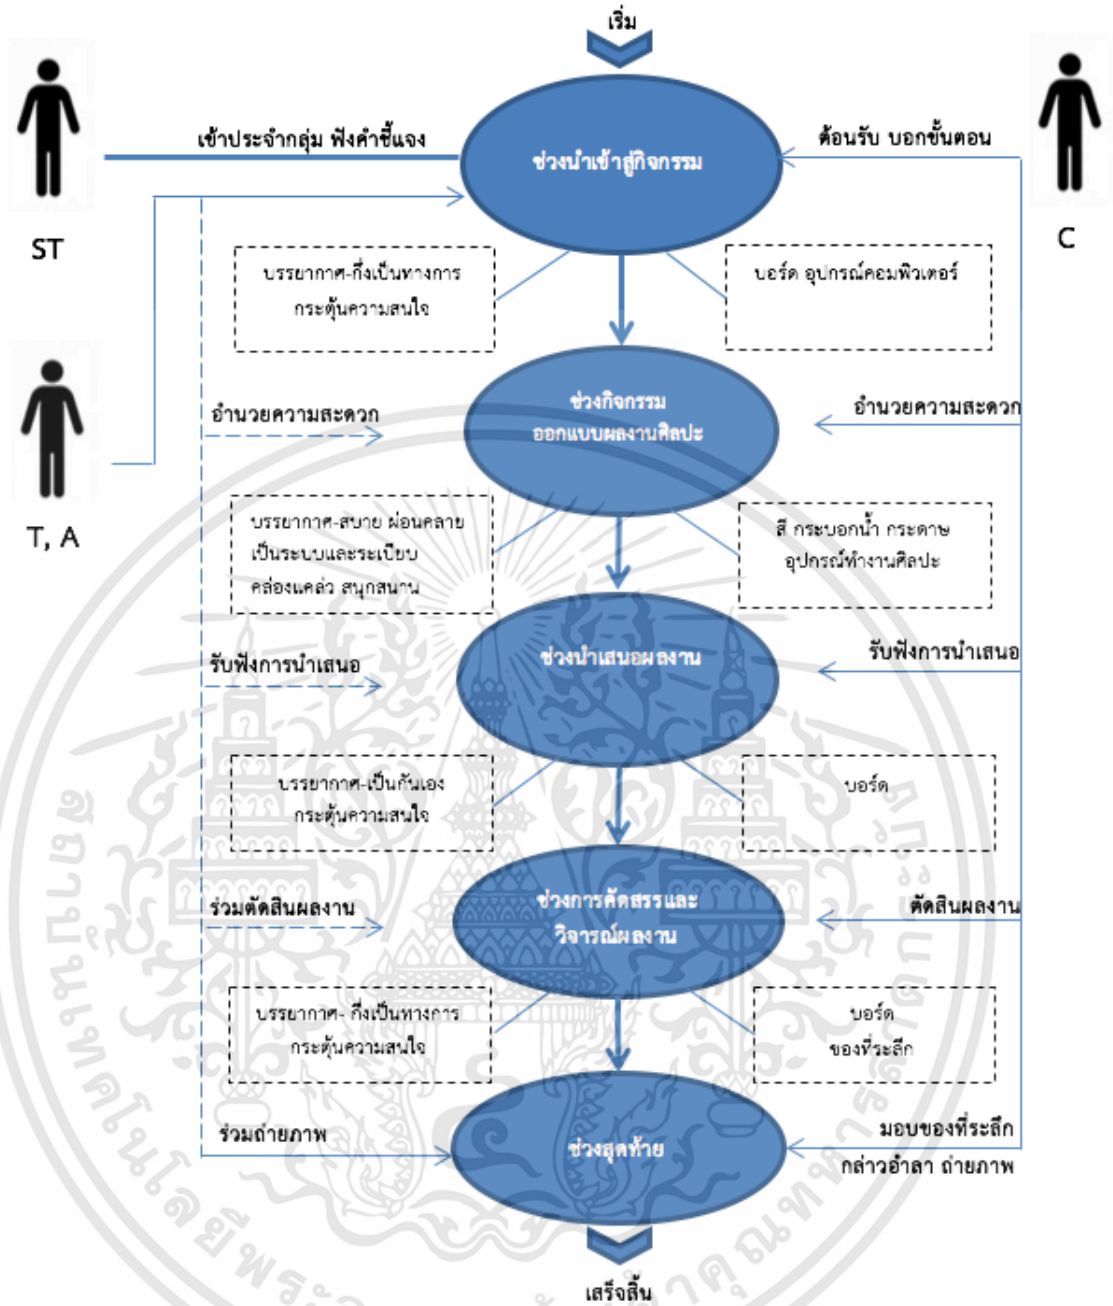 เริ่ม
เข้าประจำกลุ่ม ฟังคำชี้แจง
ช่วงนำเข้าสู่กิจกรรม
ต้อนรับ บอกขั้นตอน
ST
C
บรรยากาศ-กึ่งเป็นทางการ
กระตุ้นความสนใจ
บอร์ด อุปกรณ์คอมพิวเตอร์
T, A
อำนวยความสะดวก
ช่วงกิจกรรม
ออกแบบผลงานศิลปะ
อำนวยความสะดวก
บรรยากาศ-สบาย ผ่อนคลาย
เป็นระบบและระเบียบ
คล่องแคล่ว สนุกสนาน
สี กระบอกน้ำ กระดาษ
อุปกรณ์ทำงานศิลปะ
รับฟังการนำเสนอ
ช่วงนำเสนอผลงาน
รับฟังการนำเสนอ
บรรยากาศ-เป็นกันเอง
กระตุ้นความสนใจ
บอร์ด
ร่วมตัดสินผลงาน
ช่วงการคัดสรรและ
วิจารณ์ผลงาน
ตัดสินผลงาน
บรรยากาศ- กึ่งเป็นทางการ
กระตุ้นความสนใจ
บอร์ด
ของที่ระลึก
ร่วมถ่ายภาพ
ช่วงสุดท้าย
มอบของที่ระลึก
กล่าวอำลา ถ่ายภาพ
เสร็จสิ้น